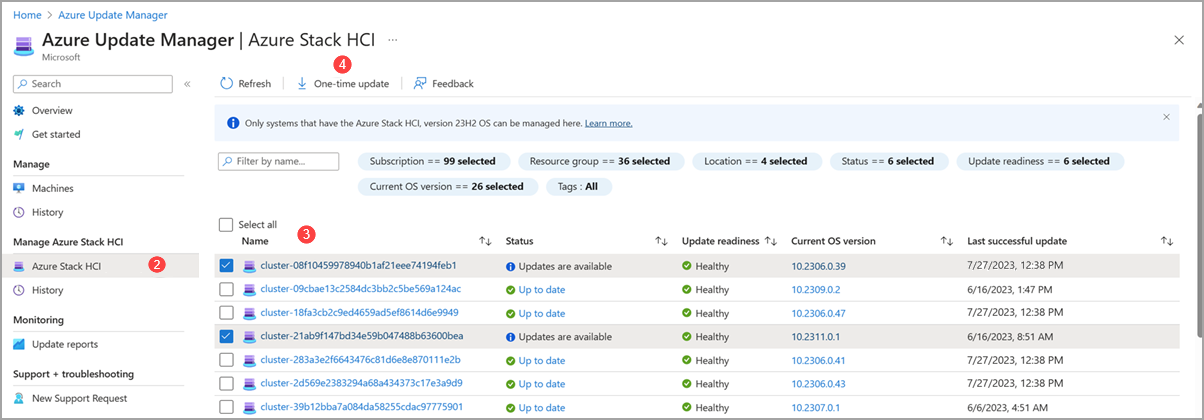 Home > Azure Update Manager
Azure Update Manager | Azure Stack HCI ...
Microsoft
4
Search
Refresh One-time update Feedback
Overview
Get started
Only systems that have the Azure Stack HCI, version 23H2 OS can be managed here. Learn more.
Manage
Machines
History
Filter by name... Subscription == 99 selected Resource group == 36 selected Location == 4 selected Status == 6 selected Update readiness == 6 selected
Current OS version == 26 selected Tags : All
Manage Azure Stack HCI
Azure Stack HCI 2
History
Monitoring
Update reports
Support + troubleshooting
New Support Request
Select all
Name 3 Status Update readiness Current OS version Last successful update
cluster-08f10459978940b1af21eee74194feb1 Updates are available Healthy 10.2306.0.39 7/27/2023, 12:38 PM
cluster-09cbae13c2584dc3bb2c5be569a124ac Up to date Healthy 10.2309.0.2 6/16/2023, 1:47 PM
cluster-18fa3cb2c9ed4659ad5ef8614d6e9949 Up to date Healthy 10.2306.0.47 7/27/2023, 12:38 PM
cluster-21ab9f147bd34e59b047488b63600bea Updates are available Healthy 10.2311.0.1 6/16/2023, 8:51 AM
cluster-283a3e2f6643476c81d6e8e870111e2b Up to date Healthy 10.2306.0.41 7/27/2023, 12:38 PM
cluster-2d569e2383294a68a434373c17e3a9d9 Up to date Healthy 10.2306.0.43 7/27/2023, 12:38 PM
cluster-39b12bba7a084da58255cdac97775901 Up to date Healthy 10.2307.0.1 6/6/2023, 4:51 AM